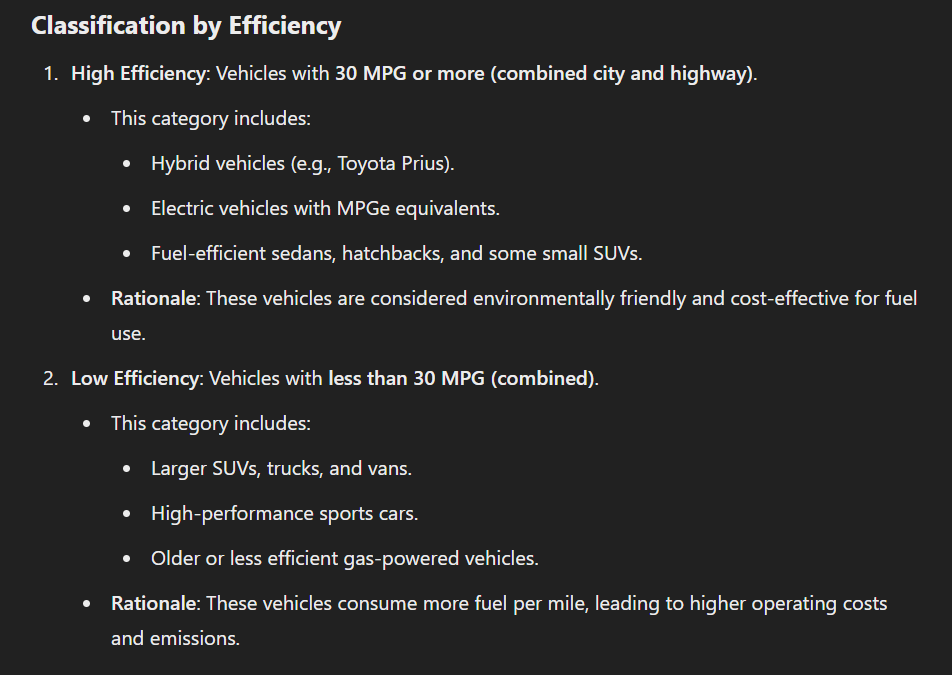 Classification by Efficiency
1. High Efficiency: Vehicles with 30 MPG or more (combined city and highway).
• This category includes:
• Hybrid vehicles (e.g., Toyota Prius).
• Electric vehicles with MPGe equivalents.
• Fuel-efficient sedans, hatchbacks, and some small SUVs.
• Rationale: These vehicles are considered environmentally friendly and cost-effective for fuel
use.
2. Low Efficiency: Vehicles with less than 30 MPG (combined).
• This category includes:
• Larger SUVs, trucks, and vans.
• High-performance sports cars.
• Older or less efficient gas-powered vehicles.
• Rationale: These vehicles consume more fuel per mile, leading to higher operating costs
and emissions.